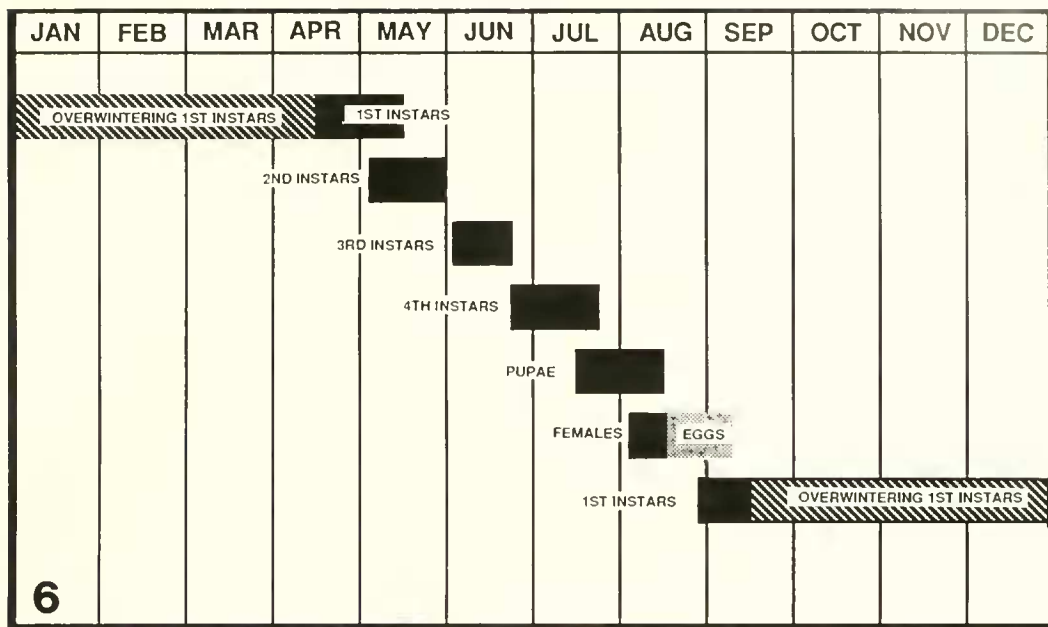 JAN FEB MAR APR MAY JUN JUL AUG SEP OCT NOV DEC
OVERWINTERING 1ST INSTARS 1ST INSTARS
2ND INSTARS
3RD INSTARS
4TH INSTARS
PUPAE
FEMALES EGGS
1ST INSTARS OVERWINTERING 1ST INSTARS
6